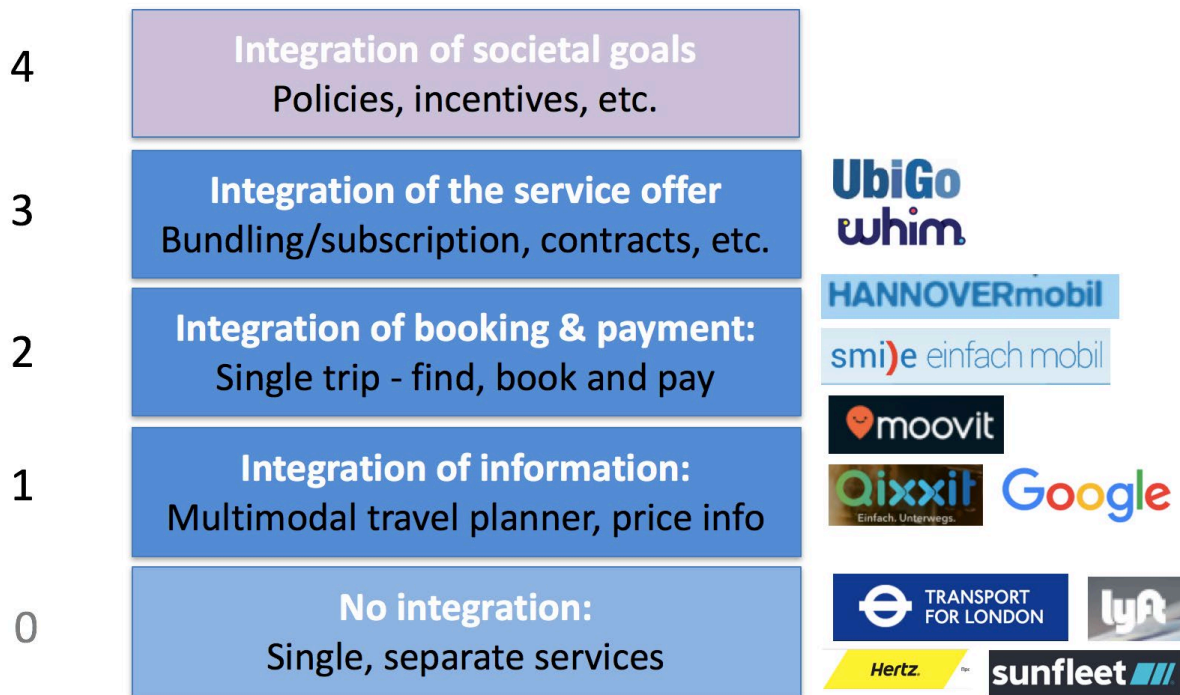 4
Integration of societal goals
Policies, incentives, etc.
3
Integration of the service offer
Bundling/subscription, contracts, etc.
UbiGo
whim.
2
Integration of booking & payment:
Single trip - find, book and pay
HANNOVERmobil
smi)e einfach mobil
1
Integration of information:
Multimodal travel planner, price info
moovit
Qixxit
Einfach. Unterwegs.
Google
0
No integration:
Single, separate services
TRANSPORT
FOR LONDON
lyft
Hertz.
sunfleet